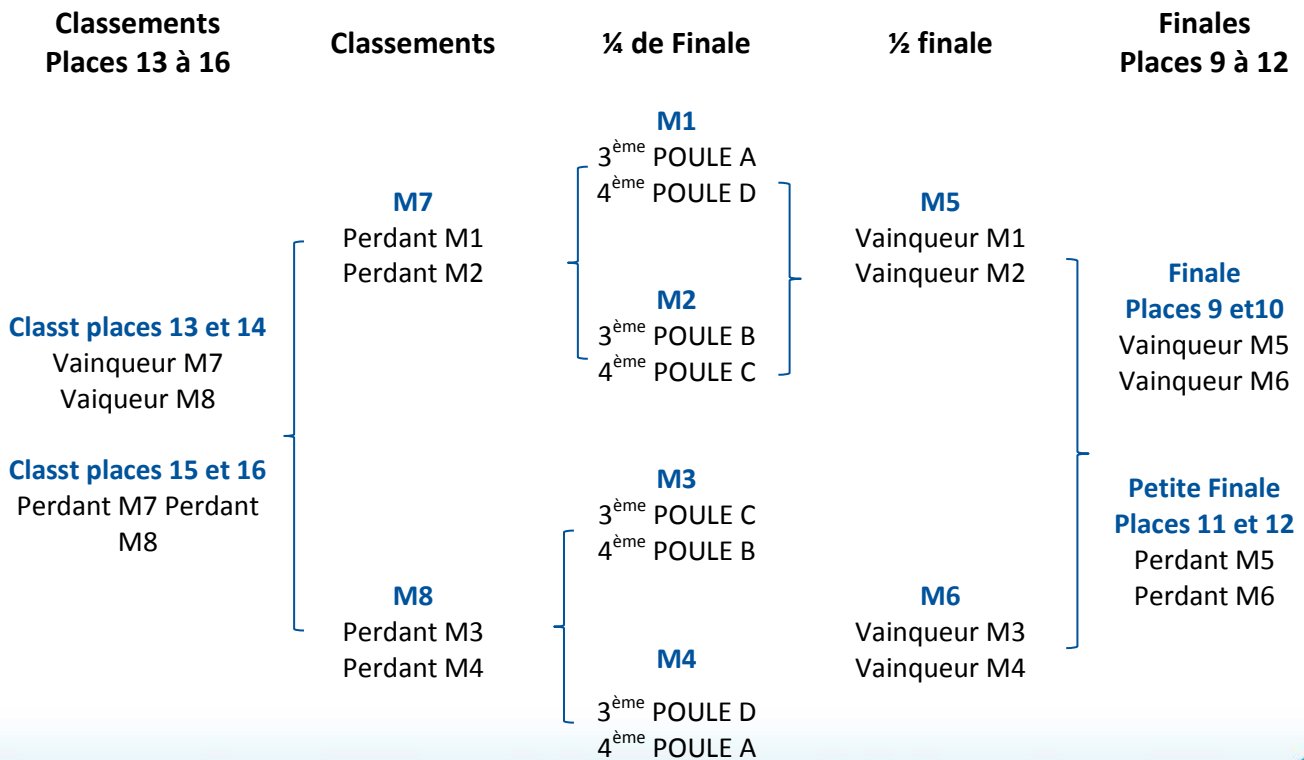 Classements
Places 13 à 16
Classements
¼ de Finale
½ finale
Finales
Places 9 à 12
Classt places 13 et 14
Vainqueur M7
Vaiqueur M8
Classt places 15 et 16
Perdant M7 Perdant
M8
M7
Perdant M1
Perdant M2
M8
Perdant M3
Perdant M4
M1
3ème POULE A
4ème POULE D
M2
3ème POULE B
4ème POULE C
M3
3ème POULE C
4ème POULE B
M4
3ème POULE D
4ème POULE A
M5
Vainqueur M1
Vainqueur M2
M6
Vainqueur M3
Vainqueur M4
Finale
Places 9 et10
Vainqueur M5
Vainqueur M6
Petite Finale
Places 11 et 12
Perdant M5
Perdant M6